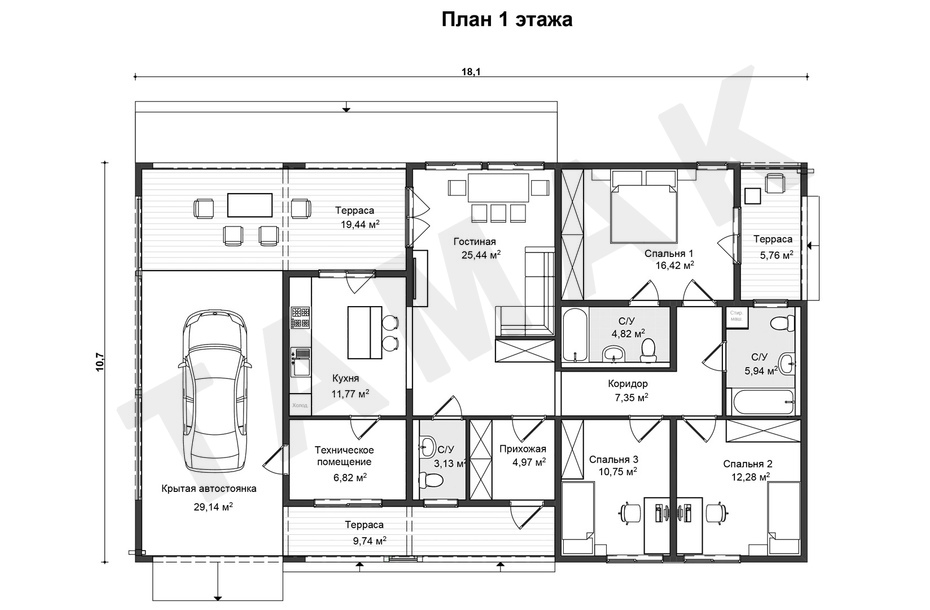 План 1 этажа
18,1
10,7
TAMAK
Терраса
19,44 м²
Гостиная
25,44 м²
Спальня 1
16,42 м²
Терраса
5,76 м²
С/У
4,82 м²
Стир.
маш.
С/У
5,94 м²
Кухня
11,77 м²
Холод.
Коридор
7,35 м²
Техническое
помещение
6,82 м²
С/У
3,13 м²
Прихожая
4,97 м²
Спальня 3
10,75 м²
Спальня 2
12,28 м²
Крытая автостоянка
29,14 м²
Терраса
9,74 м²